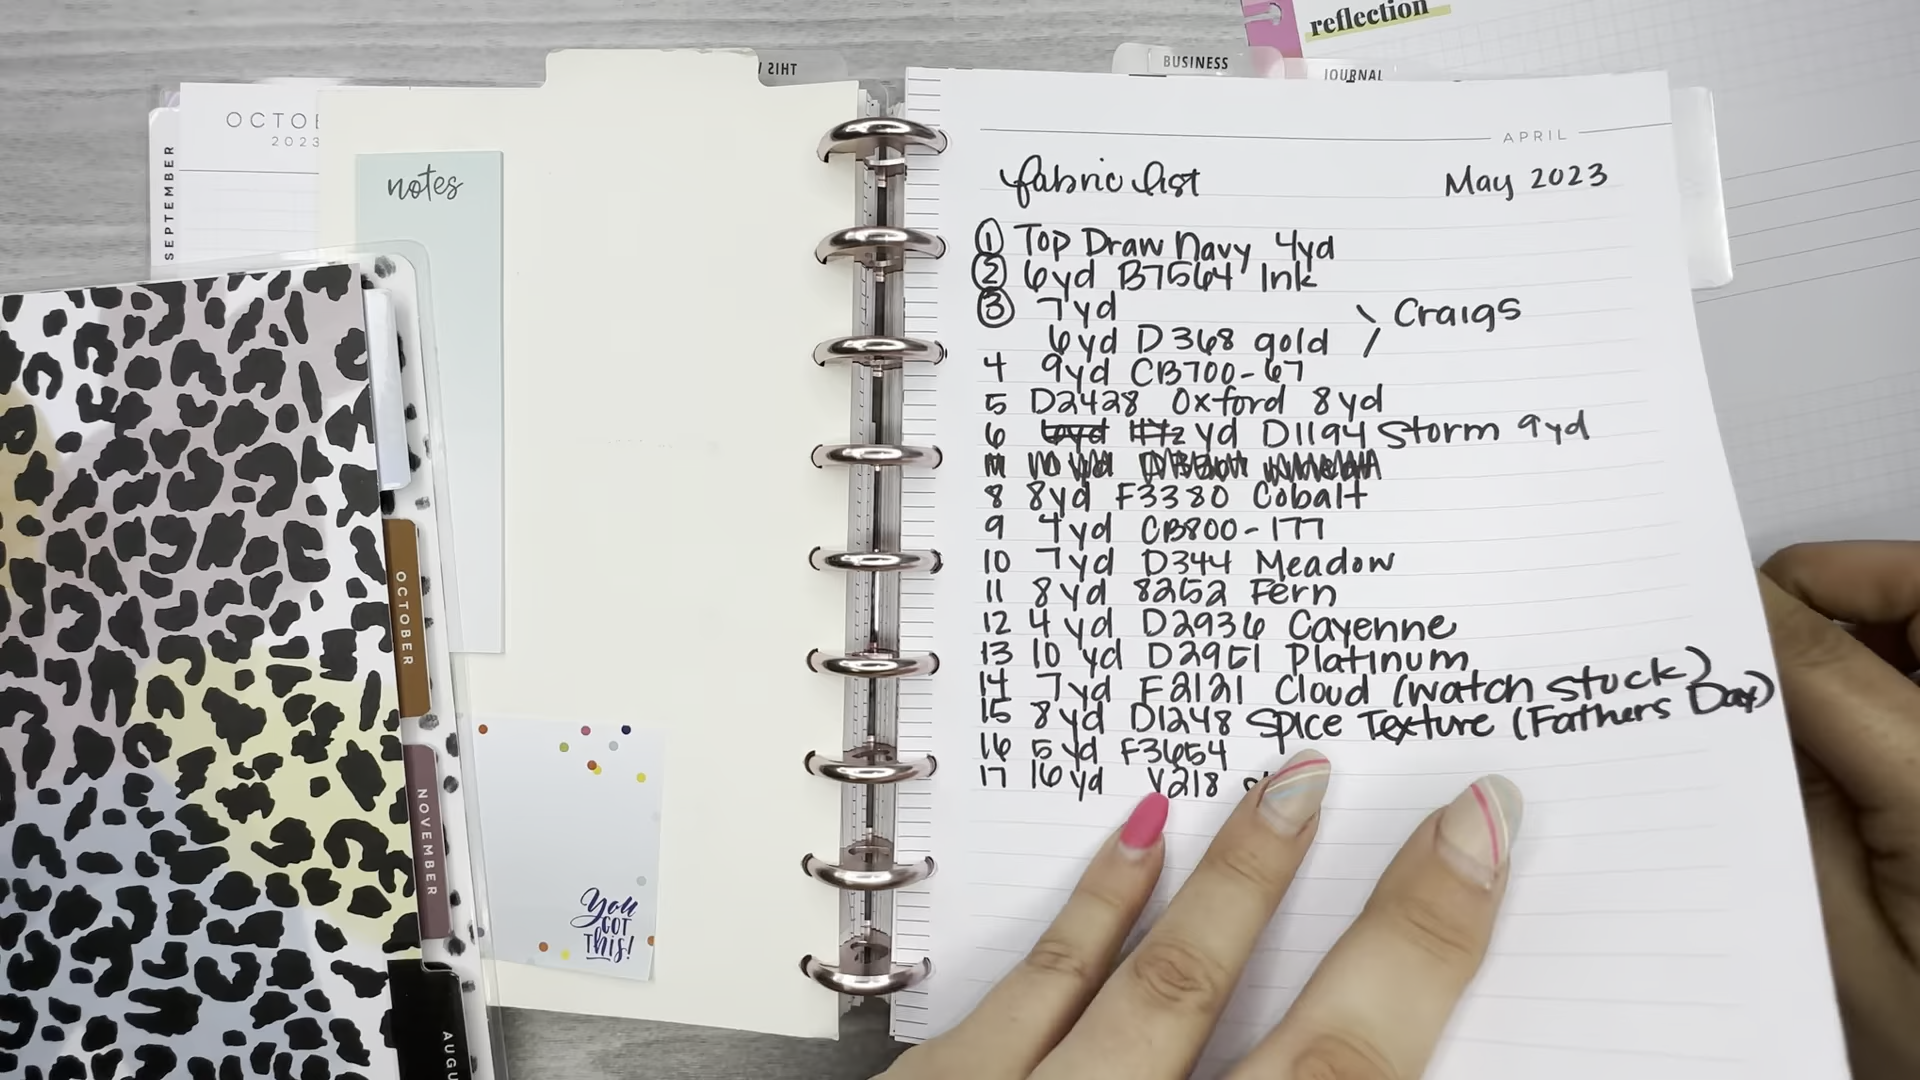 reflection
BUSINESS
JOURNAL
THIS
OCTOB
2023
SEPTEMBER
notes
APRIL
fabric list May 2023
1 Top Draw Navy 4yd
2 6yd B7564 Ink
3 7yd
6yd D368 gold > Craigs
4 9yd CB700-67
5 D2428 Oxford 8yd
6 yd D1194 Storm 9yd
8 8yd F3380 Cobalt
9 4yd CB800-177
10 7yd D344 Meadow
11 8yd 8252 Fern
12 4yd D2936 Cayenne
13 10 yd D2951 Platinum
14 7yd F2121 Cloud (watch stuck)
15 8yd D1248 Spice Texture (Fathers Day)
16 5yd F3654
17 16yd V218
OCTOBER
NOVEMBER
AUGU
You
GOT
THIS!